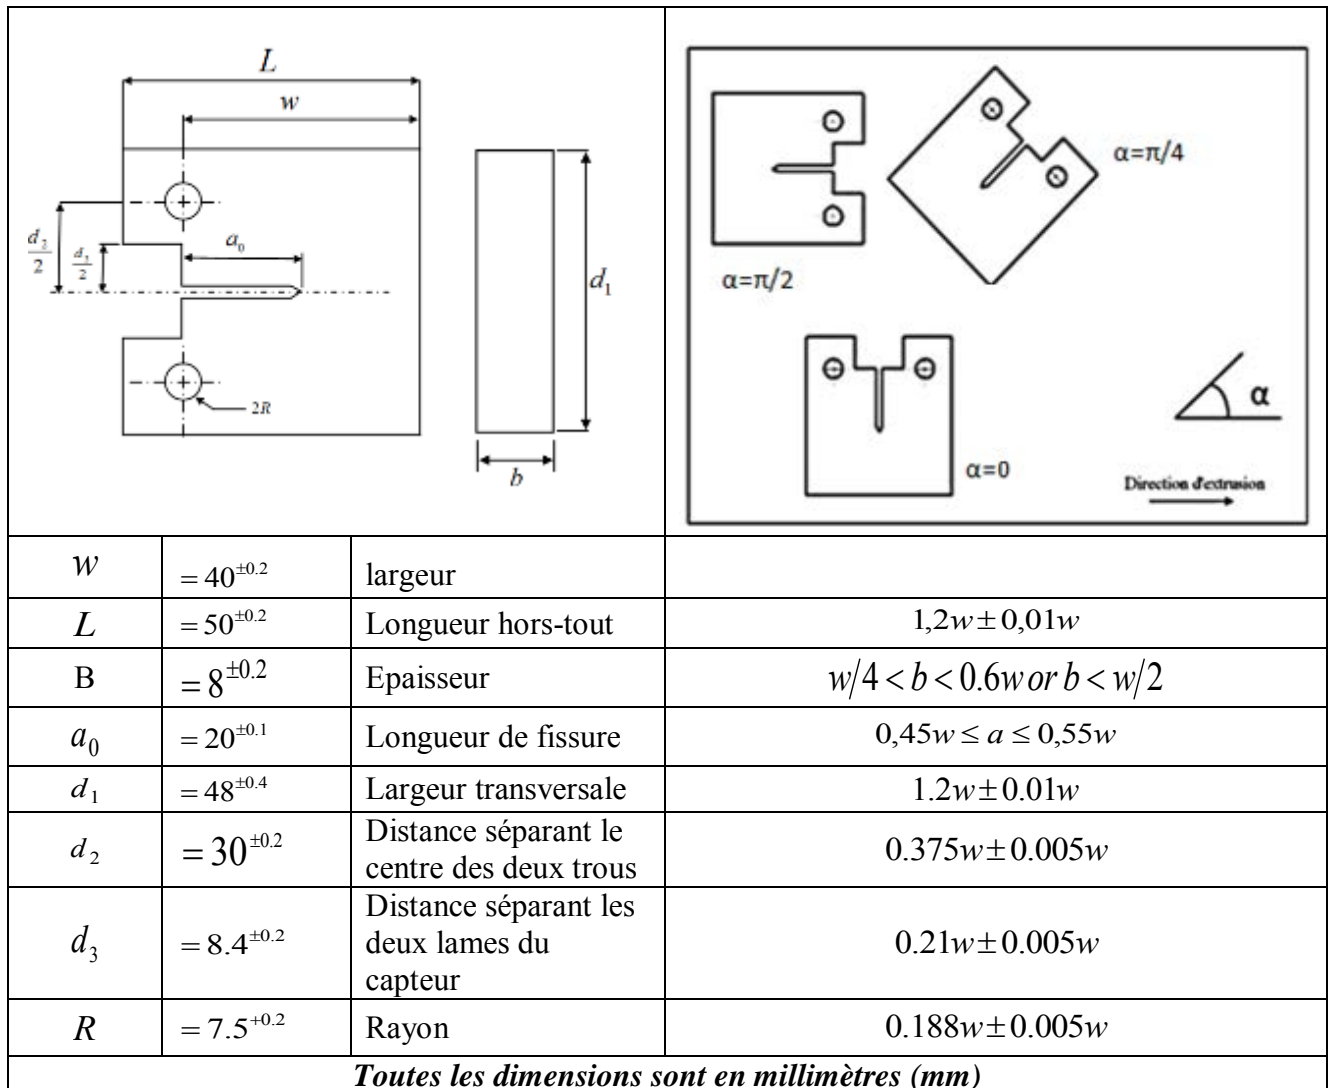 L
w
d₂/2
d₃/2
a₀
2R
d₁
b
α=π/4
α=π/2
α=0
α
Direction d'extrusion
w =40^±0.2 largeur
L =50^±0.2 Longueur hors-tout 1,2w±0,01w
B =8^±0.2 Epaisseur w/4<b<0.6w or b<w/2
a₀ =20^±0.1 Longueur de fissure 0,45w≤a≤0,55w
d₁ =48^±0.4 Largeur transversale 1.2w±0.01w
d₂ =30^±0.2 Distance séparant le
centre des deux trous 0.375w±0.005w
d₃ =8.4^±0.2 Distance séparant les
deux lames du
capteur 0.21w±0.005w
R =7.5^+0.2 Rayon 0.188w±0.005w
Toutes les dimensions sont en millimètres (mm)